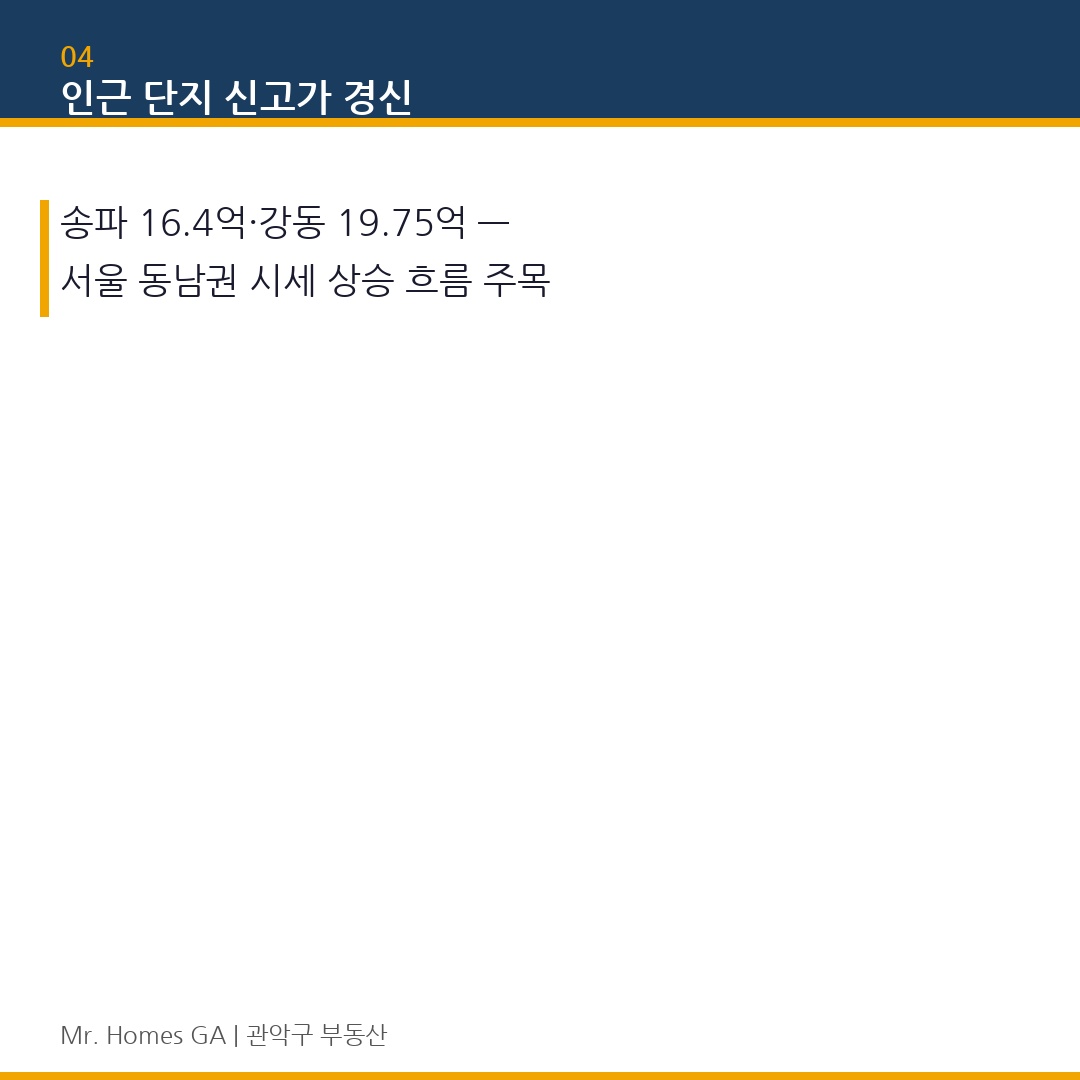 04
인근 단지 신고가 경신
송파 16.4억·강동 19.75억 —
서울 동남권 시세 상승 흐름 주목
Mr. Homes GA | 관악구 부동산